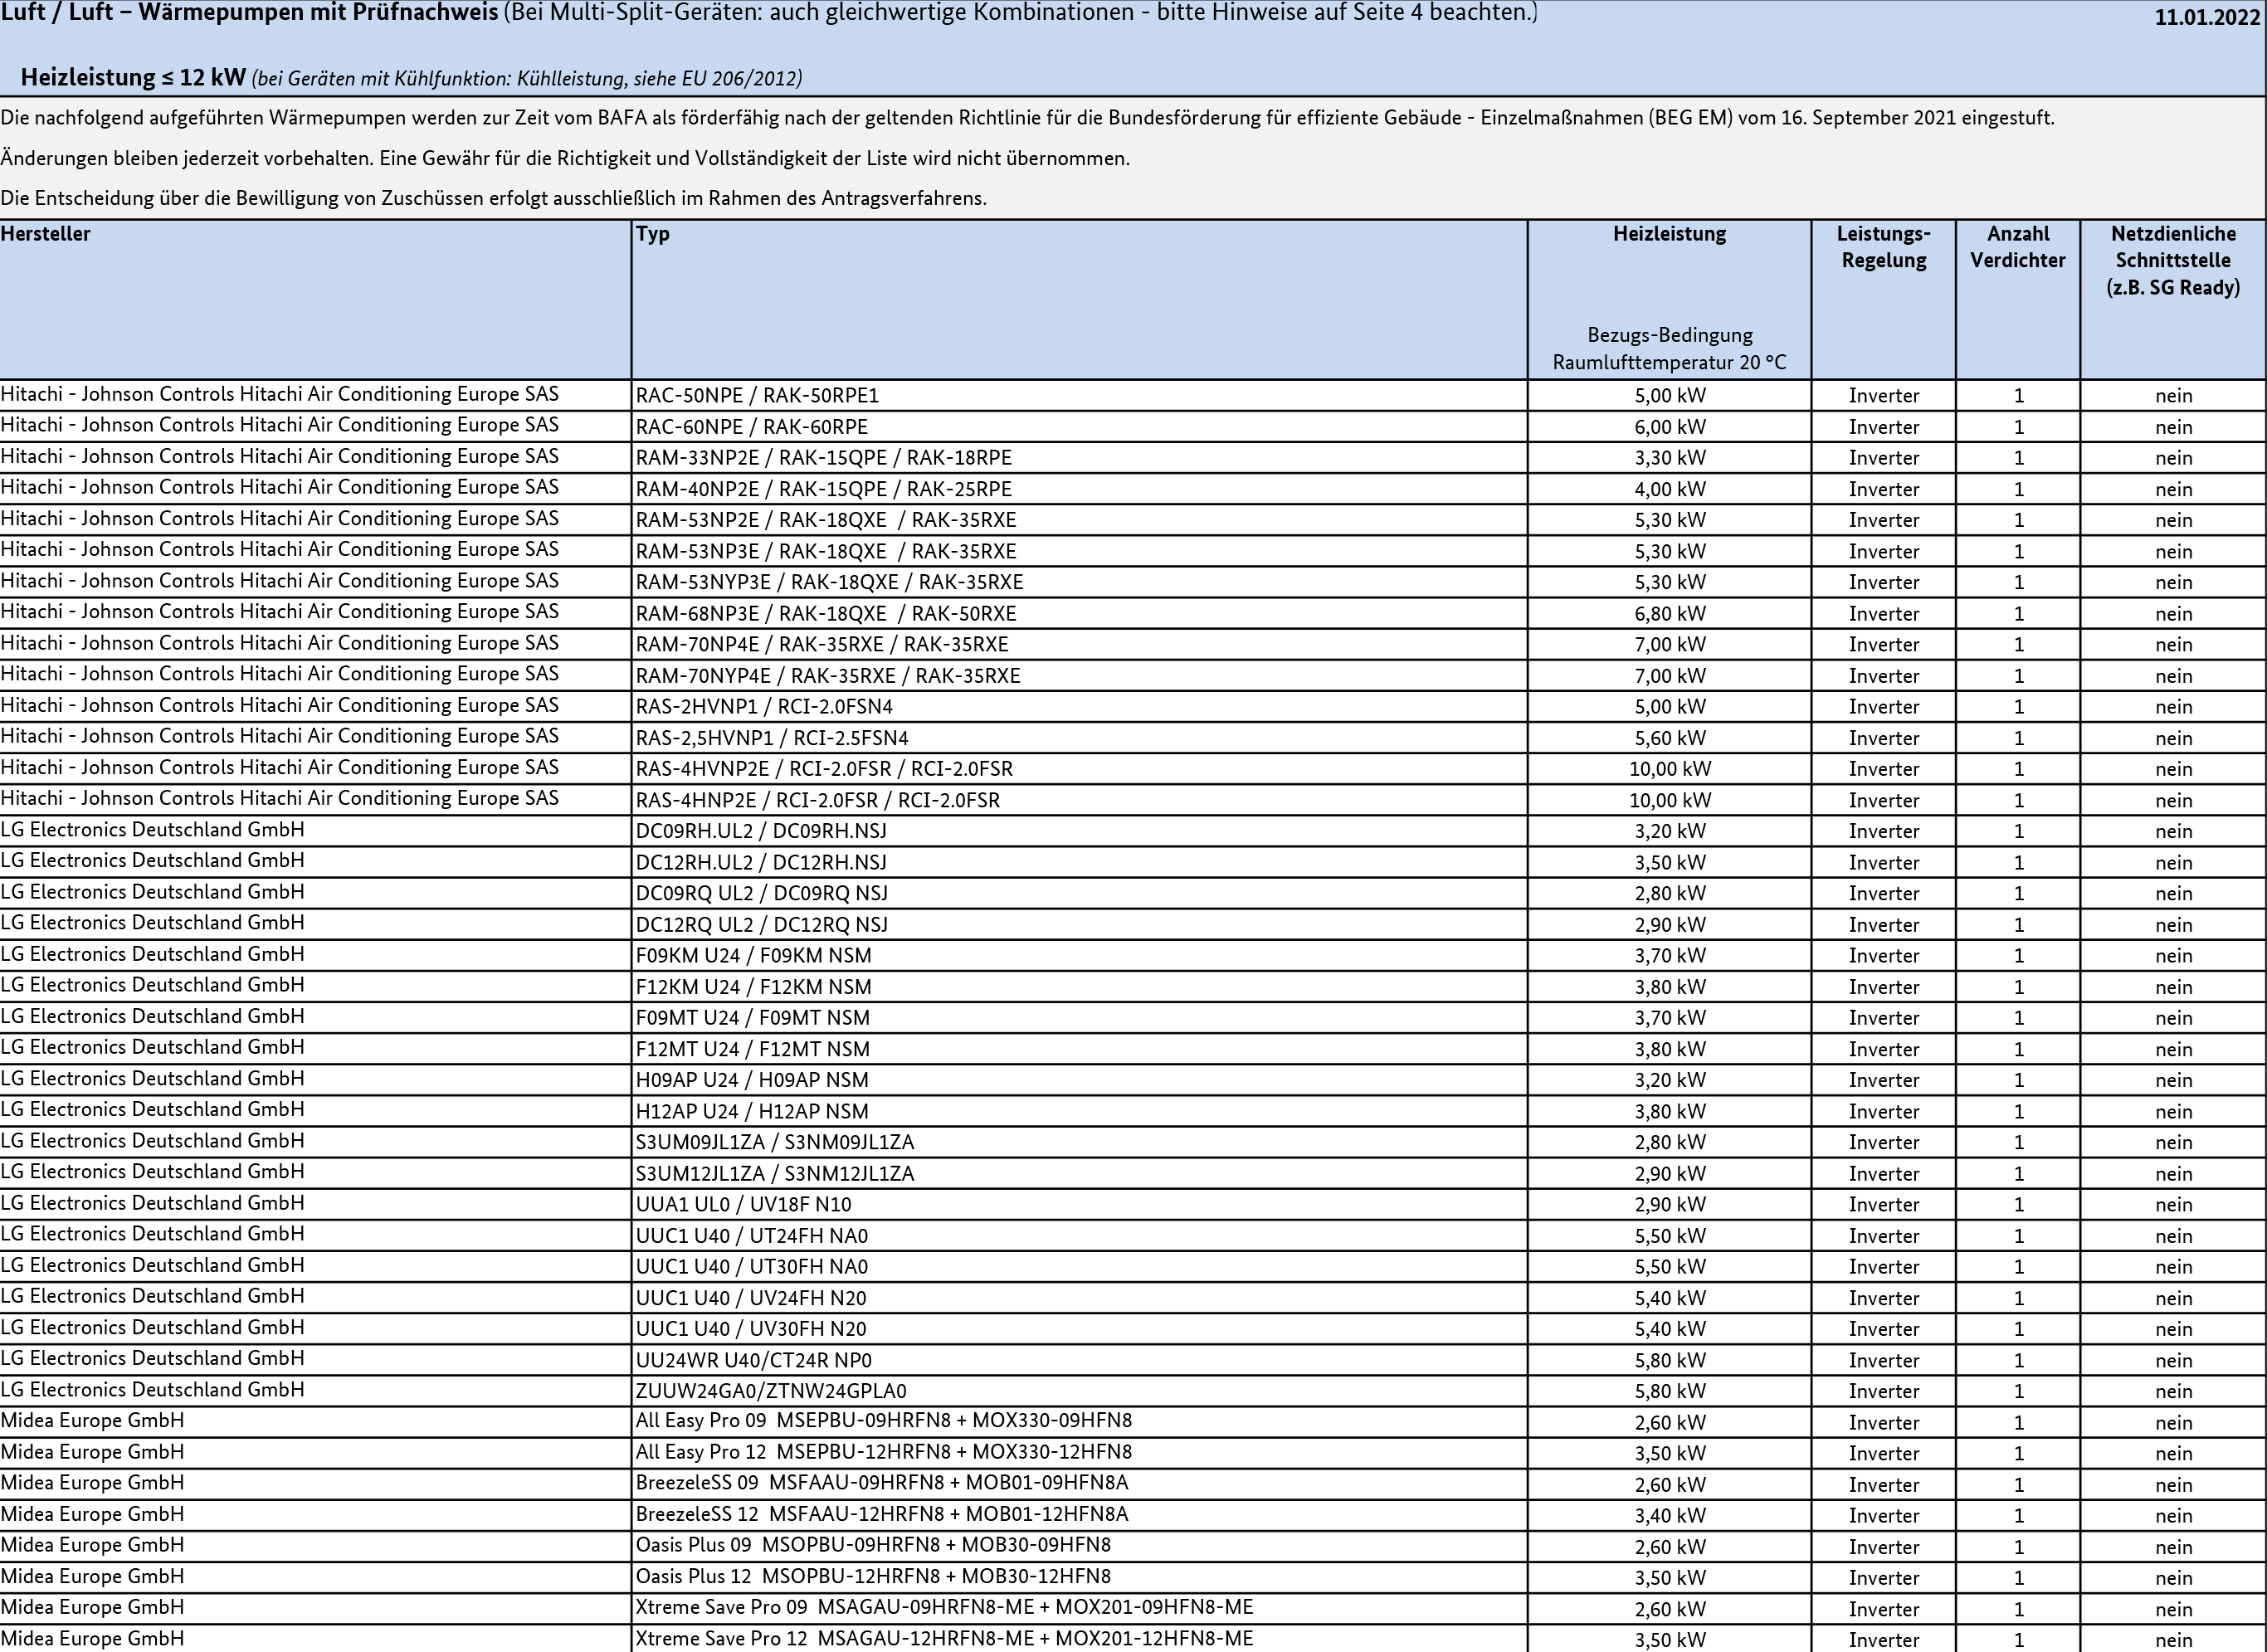 Luft / Luft – Wärmepumpen mit Prüfnachweis (Bei Multi-Split-Geräten: auch gleichwertige Kombinationen - bitte Hinweise auf Seite 4 beachten.) 11.01.2022
Heizleistung ≤ 12 kW (bei Geräten mit Kühlfunktion: Kühlleistung, siehe EU 206/2012)
Die nachfolgend aufgeführten Wärmepumpen werden zur Zeit vom BAFA als förderfähig nach der geltenden Richtlinie für die Bundesförderung für effiziente Gebäude - Einzelmaßnahmen (BEG EM) vom 16. September 2021 eingestuft.
Änderungen bleiben jederzeit vorbehalten. Eine Gewähr für die Richtigkeit und Vollständigkeit der Liste wird nicht übernommen.
Die Entscheidung über die Bewilligung von Zuschüssen erfolgt ausschließlich im Rahmen des Antragsverfahrens.
Hersteller Typ Heizleistung Leistungs- Anzahl Netzdienliche
Regelung Verdichter Schnittstelle
(z.B. SG Ready)
Bezugs-Bedingung
Raumlufttemperatur 20 °C
Hitachi - Johnson Controls Hitachi Air Conditioning Europe SAS RAC-50NPE / RAK-50RPE1 5,00 kW Inverter 1 nein
Hitachi - Johnson Controls Hitachi Air Conditioning Europe SAS RAC-60NPE / RAK-60RPE 6,00 kW Inverter 1 nein
Hitachi - Johnson Controls Hitachi Air Conditioning Europe SAS RAM-33NP2E / RAK-15QPE / RAK-18RPE 3,30 kW Inverter 1 nein
Hitachi - Johnson Controls Hitachi Air Conditioning Europe SAS RAM-40NP2E / RAK-15QPE / RAK-25RPE 4,00 kW Inverter 1 nein
Hitachi - Johnson Controls Hitachi Air Conditioning Europe SAS RAM-53NP2E / RAK-18QXE / RAK-35RXE 5,30 kW Inverter 1 nein
Hitachi - Johnson Controls Hitachi Air Conditioning Europe SAS RAM-53NP3E / RAK-18QXE / RAK-35RXE 5,30 kW Inverter 1 nein
Hitachi - Johnson Controls Hitachi Air Conditioning Europe SAS RAM-53NYP3E / RAK-18QXE / RAK-35RXE 5,30 kW Inverter 1 nein
Hitachi - Johnson Controls Hitachi Air Conditioning Europe SAS RAM-68NP3E / RAK-18QXE / RAK-50RXE 6,80 kW Inverter 1 nein
Hitachi - Johnson Controls Hitachi Air Conditioning Europe SAS RAM-70NP4E / RAK-35RXE / RAK-35RXE 7,00 kW Inverter 1 nein
Hitachi - Johnson Controls Hitachi Air Conditioning Europe SAS RAM-70NYP4E / RAK-35RXE / RAK-35RXE 7,00 kW Inverter 1 nein
Hitachi - Johnson Controls Hitachi Air Conditioning Europe SAS RAS-2HVNP1 / RCI-2.0FSN4 5,00 kW Inverter 1 nein
Hitachi - Johnson Controls Hitachi Air Conditioning Europe SAS RAS-2,5HVNP1 / RCI-2.5FSN4 5,60 kW Inverter 1 nein
Hitachi - Johnson Controls Hitachi Air Conditioning Europe SAS RAS-4HVNP2E / RCI-2.0FSR / RCI-2.0FSR 10,00 kW Inverter 1 nein
Hitachi - Johnson Controls Hitachi Air Conditioning Europe SAS RAS-4HNP2E / RCI-2.0FSR / RCI-2.0FSR 10,00 kW Inverter 1 nein
LG Electronics Deutschland GmbH DC09RH.UL2 / DC09RH.NSJ 3,20 kW Inverter 1 nein
LG Electronics Deutschland GmbH DC12RH.UL2 / DC12RH.NSJ 3,50 kW Inverter 1 nein
LG Electronics Deutschland GmbH DC09RQ UL2 / DC09RQ NSJ 2,80 kW Inverter 1 nein
LG Electronics Deutschland GmbH DC12RQ UL2 / DC12RQ NSJ 2,90 kW Inverter 1 nein
LG Electronics Deutschland GmbH F09KM U24 / F09KM NSM 3,70 kW Inverter 1 nein
LG Electronics Deutschland GmbH F12KM U24 / F12KM NSM 3,80 kW Inverter 1 nein
LG Electronics Deutschland GmbH F09MT U24 / F09MT NSM 3,70 kW Inverter 1 nein
LG Electronics Deutschland GmbH F12MT U24 / F12MT NSM 3,80 kW Inverter 1 nein
LG Electronics Deutschland GmbH H09AP U24 / H09AP NSM 3,20 kW Inverter 1 nein
LG Electronics Deutschland GmbH H12AP U24 / H12AP NSM 3,80 kW Inverter 1 nein
LG Electronics Deutschland GmbH S3UM09JL1ZA / S3NM09JL1ZA 2,80 kW Inverter 1 nein
LG Electronics Deutschland GmbH S3UM12JL1ZA / S3NM12JL1ZA 2,90 kW Inverter 1 nein
LG Electronics Deutschland GmbH UUA1 UL0 / UV18F N10 2,90 kW Inverter 1 nein
LG Electronics Deutschland GmbH UUC1 U40 / UT24FH NA0 5,50 kW Inverter 1 nein
LG Electronics Deutschland GmbH UUC1 U40 / UT30FH NA0 5,50 kW Inverter 1 nein
LG Electronics Deutschland GmbH UUC1 U40 / UV24FH N20 5,40 kW Inverter 1 nein
LG Electronics Deutschland GmbH UUC1 U40 / UV30FH N20 5,40 kW Inverter 1 nein
LG Electronics Deutschland GmbH UU24WR U40/CT24R NP0 5,80 kW Inverter 1 nein
LG Electronics Deutschland GmbH ZUUW24GA0/ZTNW24GPLA0 5,80 kW Inverter 1 nein
Midea Europe GmbH All Easy Pro 09 MSEPBU-09HRFN8 + MOX330-09HFN8 2,60 kW Inverter 1 nein
Midea Europe GmbH All Easy Pro 12 MSEPBU-12HRFN8 + MOX330-12HFN8 3,50 kW Inverter 1 nein
Midea Europe GmbH BreezeleSS 09 MSFAAU-09HRFN8 + MOB01-09HFN8A 2,60 kW Inverter 1 nein
Midea Europe GmbH BreezeleSS 12 MSFAAU-12HRFN8 + MOB01-12HFN8A 3,40 kW Inverter 1 nein
Midea Europe GmbH Oasis Plus 09 MSOPBU-09HRFN8 + MOB30-09HFN8 2,60 kW Inverter 1 nein
Midea Europe GmbH Oasis Plus 12 MSOPBU-12HRFN8 + MOB30-12HFN8 3,50 kW Inverter 1 nein
Midea Europe GmbH Xtreme Save Pro 09 MSAGAU-09HRFN8-ME + MOX201-09HFN8-ME 2,60 kW Inverter 1 nein
Midea Europe GmbH Xtreme Save Pro 12 MSAGAU-12HRFN8-ME + MOX201-12HFN8-ME 3,50 kW Inverter 1 nein